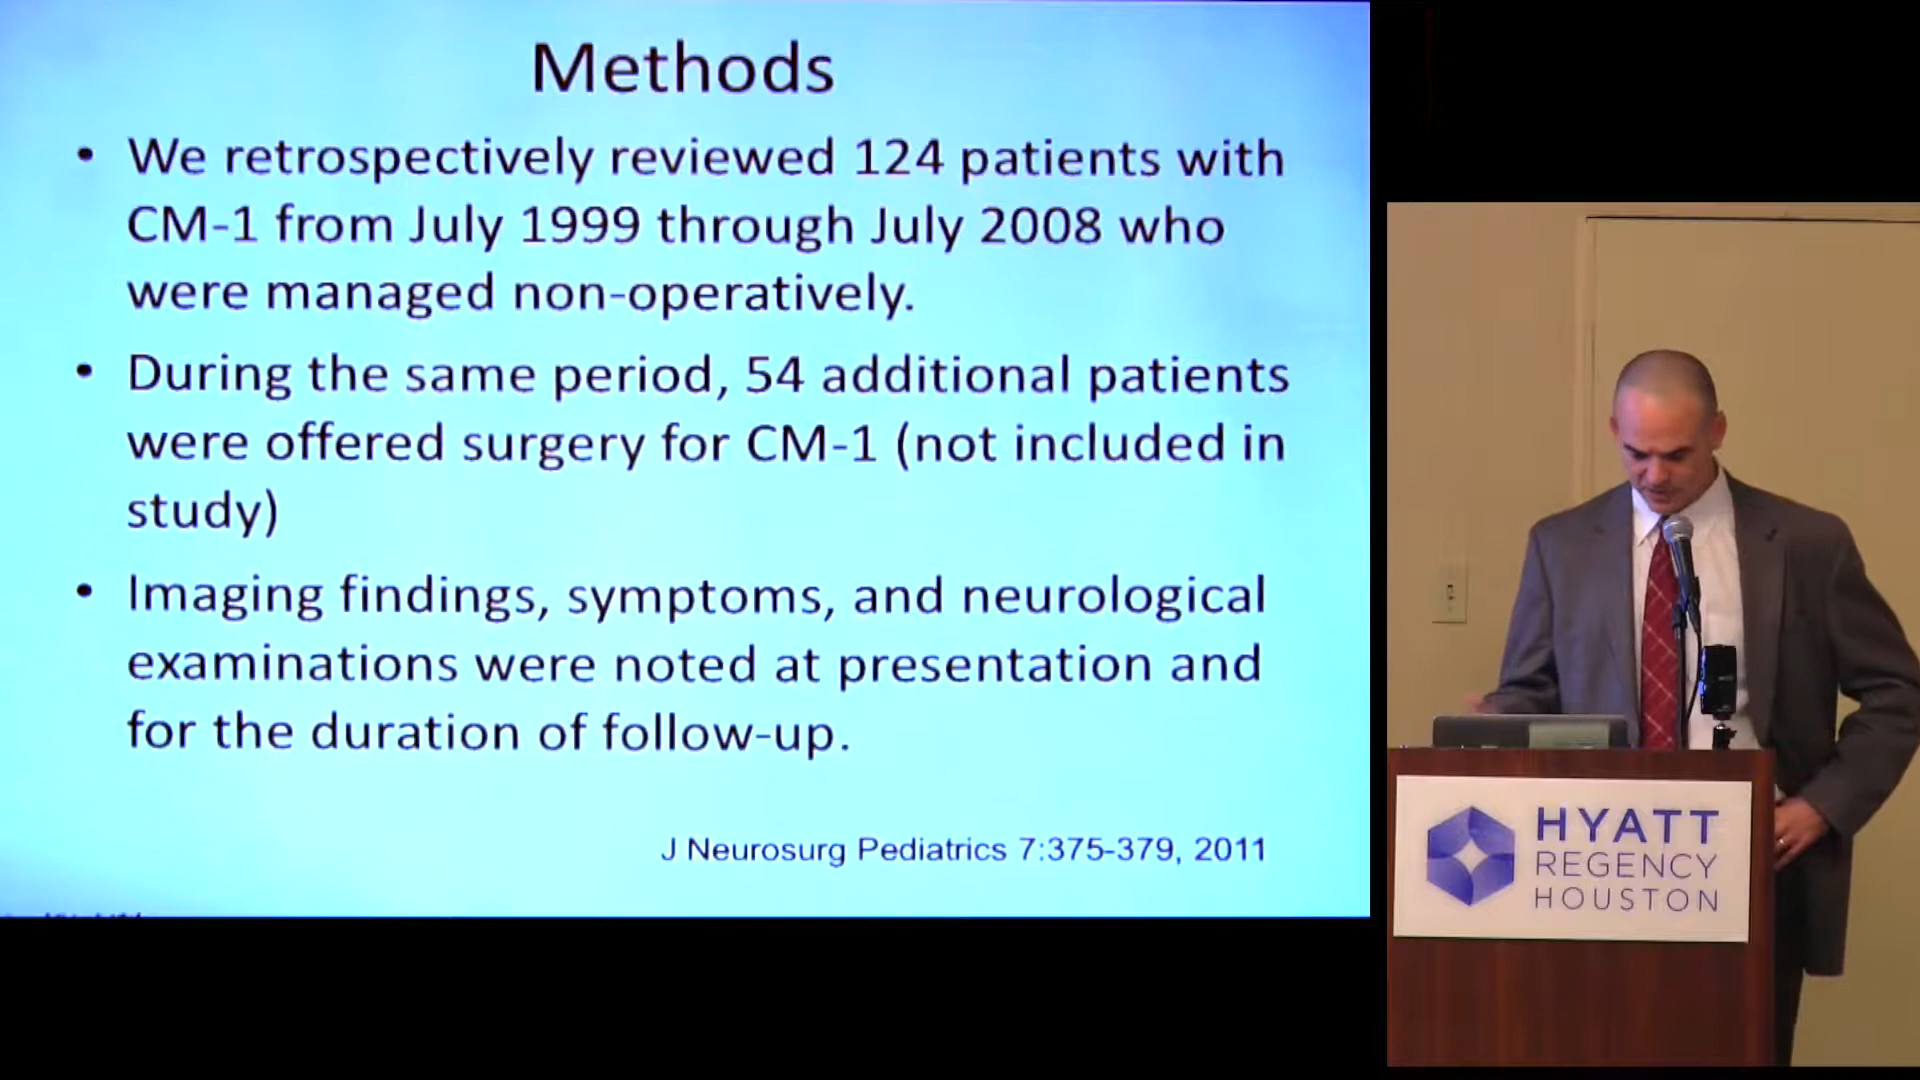 Methods
• We retrospectively reviewed 124 patients with
CM-1 from July 1999 through July 2008 who
were managed non-operatively.
• During the same period, 54 additional patients
were offered surgery for CM-1 (not included in
study)
• Imaging findings, symptoms, and neurological
examinations were noted at presentation and
for the duration of follow-up.
J Neurosurg Pediatrics 7:375-379, 2011
HYATT
REGENCY
HOUSTON